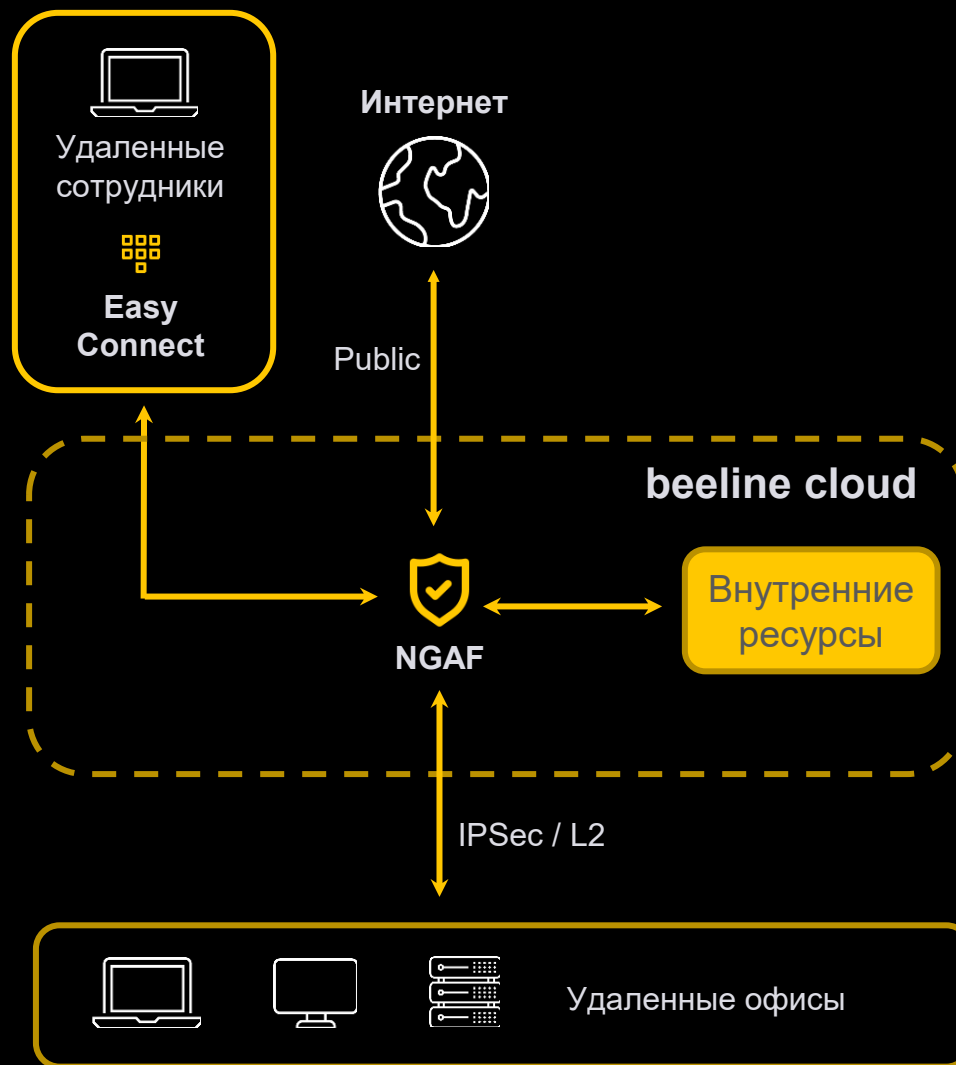 Удаленные
сотрудники
Easy
Connect
Интернет
Public
beeline cloud
NGAF
Внутренние
ресурсы
IPSec / L2
Удаленные офисы